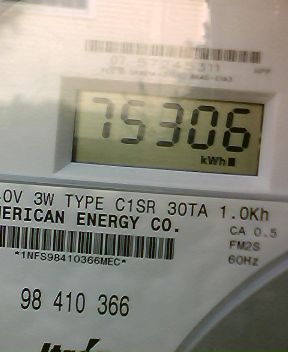 75306
kWh
0V 3W TYPE C1SR 30TA 1.0Kh
ERICAN ENERGY CO.
CA 0.5
FM2S
*1NFS98410366MEC*
60Hz
98 410 366